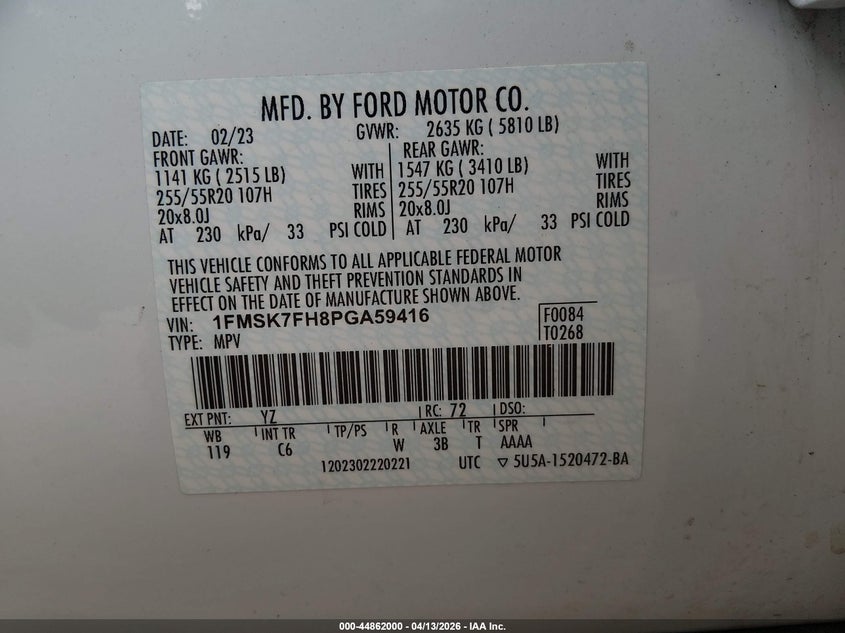 MFD. BY FORD MOTOR CO.
DATE: 02/23 GVWR: 2635 KG ( 5810 LB)
FRONT GAWR: REAR GAWR:
1141 KG ( 2515 LB) WITH 1547 KG ( 3410 LB) WITH
255/55R20 107H TIRES 255/55R20 107H TIRES
20x8.0J RIMS 20x8.0J RIMS
AT 230 kPa/ 33 PSI COLD AT 230 kPa/ 33 PSI COLD
THIS VEHICLE CONFORMS TO ALL APPLICABLE FEDERAL MOTOR
VEHICLE SAFETY AND THEFT PREVENTION STANDARDS IN
EFFECT ON THE DATE OF MANUFACTURE SHOWN ABOVE.
VIN: 1FMSK7FH8PGA59416 F0084
TYPE: MPV T0268
EXT PNT: YZ RC: 72 DSO:
WB INT TR TP/PS R AXLE TR SPR
119 C6 W 3B T AAAA
1202302220221 UTC ▽ 5U5A-1520472-BA
000-44862000 - 04/13/2026 - IAA Inc.